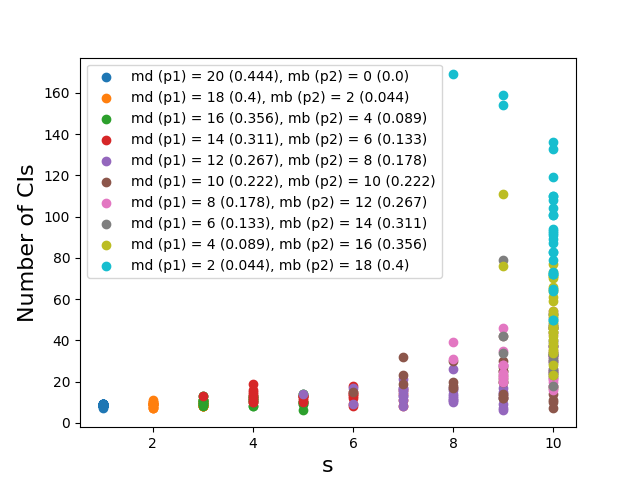 md (p1) = 20 (0.444), mb (p2) = 0 (0.0)
md (p1) = 18 (0.4), mb (p2) = 2 (0.044)
md (p1) = 16 (0.356), mb (p2) = 4 (0.089)
md (p1) = 14 (0.311), mb (p2) = 6 (0.133)
md (p1) = 12 (0.267), mb (p2) = 8 (0.178)
md (p1) = 10 (0.222), mb (p2) = 10 (0.222)
md (p1) = 8 (0.178), mb (p2) = 12 (0.267)
md (p1) = 6 (0.133), mb (p2) = 14 (0.311)
md (p1) = 4 (0.089), mb (p2) = 16 (0.356)
md (p1) = 2 (0.044), mb (p2) = 18 (0.4)
Number of CIs
160
140
120
100
80
60
40
20
0
2 4 6 8 10
s